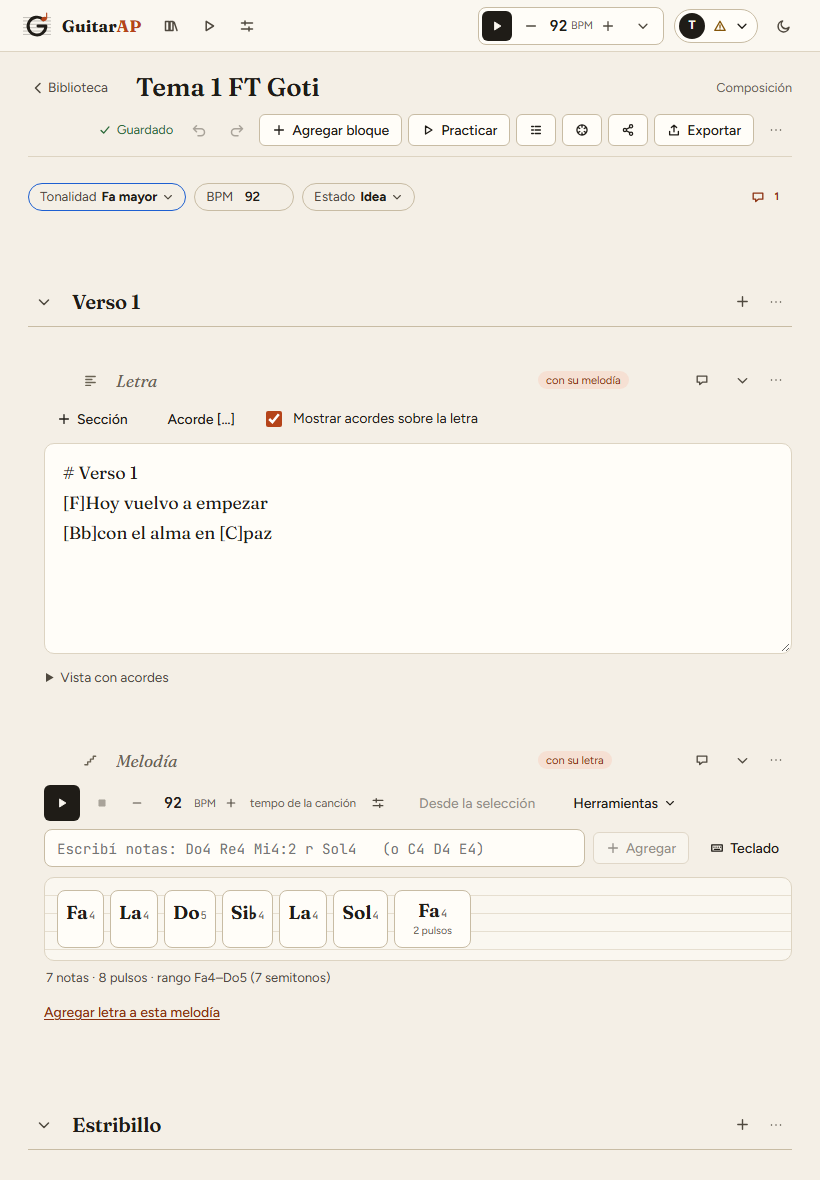 GuitarAP
92 BPM
T
Biblioteca
Tema 1 FT Goti
Composición
Guardado
Agregar bloque
Practicar
Exportar
Tonalidad Fa mayor
BPM 92
Estado Idea
1
Verso 1
Letra
con su melodía
Sección
Acorde [...]
Mostrar acordes sobre la letra
# Verso 1
[F]Hoy vuelvo a empezar
[Bb]con el alma en [C]paz
Vista con acordes
Melodía
con su letra
92 BPM
tempo de la canción
Desde la selección
Herramientas
Escribí notas: Do4 Re4 Mi4:2 r Sol4 (o C4 D4 E4)
Agregar
Teclado
Fa4 La4 Do5 Sib4 La4 Sol4 Fa4
2 pulsos
7 notas · 8 pulsos · rango Fa4–Do5 (7 semitonos)
Agregar letra a esta melodía
Estribillo